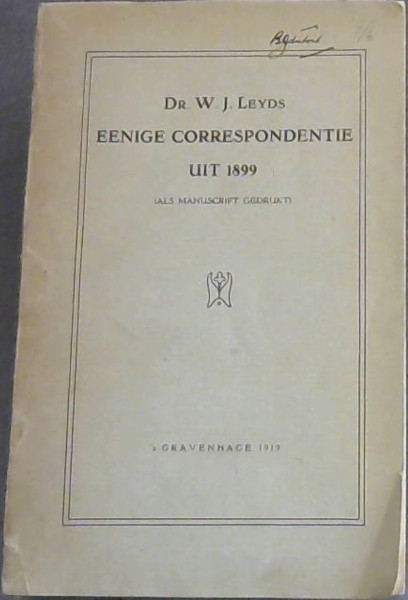 Dr. W. J. Leyds
EENIGE CORRESPONDENTIE
UIT 1899
(ALS MANUSCRIPT GEDRUKT)
's GRAVENHAGE 1919